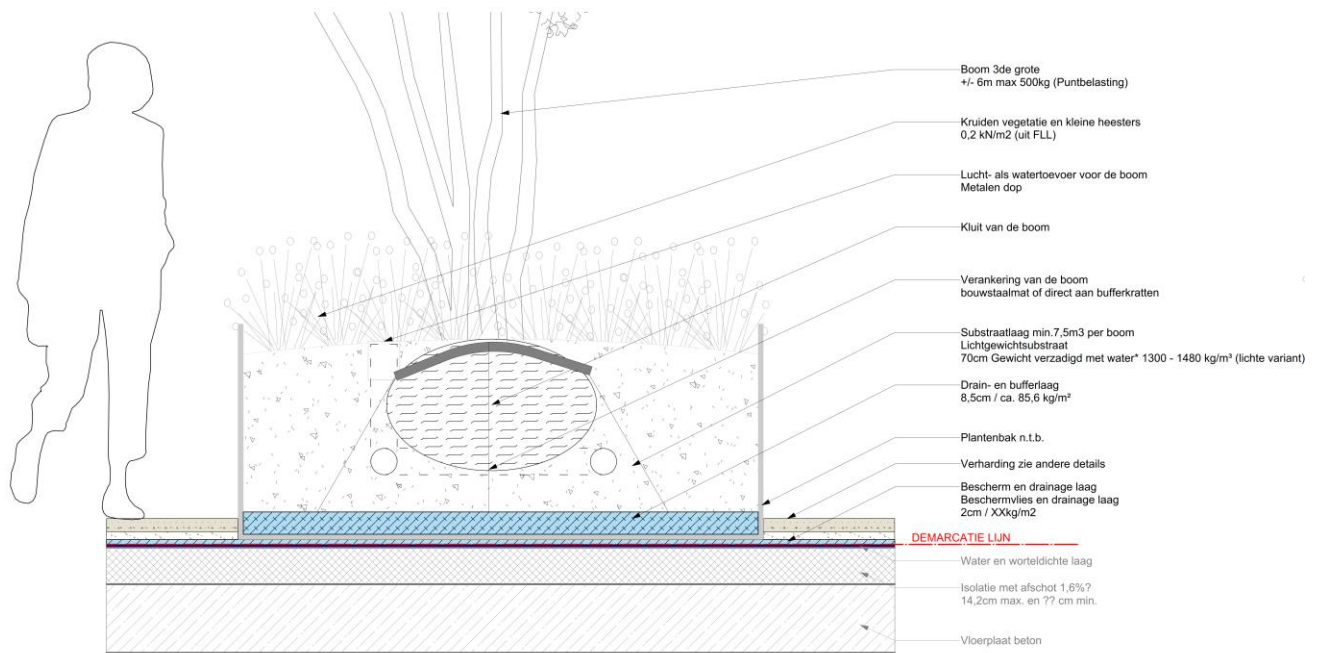 Boom 3de grote
+/- 6m max 500kg (Puntbelasting)
Kruiden vegetatie en kleine heesters
0,2 kN/m2 (uit FLL)
Lucht- als watertoevoer voor de boom
Metalen dop
Kluit van de boom
Verankering van de boom
bouwstaalmat of direct aan bufferkratten
Substraatlaag min.7,5m3 per boom
Lichtgewichtsubstraat
70cm Gewicht verzadigd met water* 1300 - 1480 kg/m³ (lichte variant)
Drain- en bufferlaag
8,5cm / ca. 85,6 kg/m²
Plantenbak n.t.b.
Verharding zie andere details
Bescherm en drainage laag
Beschermvlies en drainage laag
2cm / XXkg/m2
DEMARCATIE LIJN
Water en worteldichte laag
Isolatie met afschot 1,6%?
14,2cm max. en ?? cm min.
Vloerplaat beton